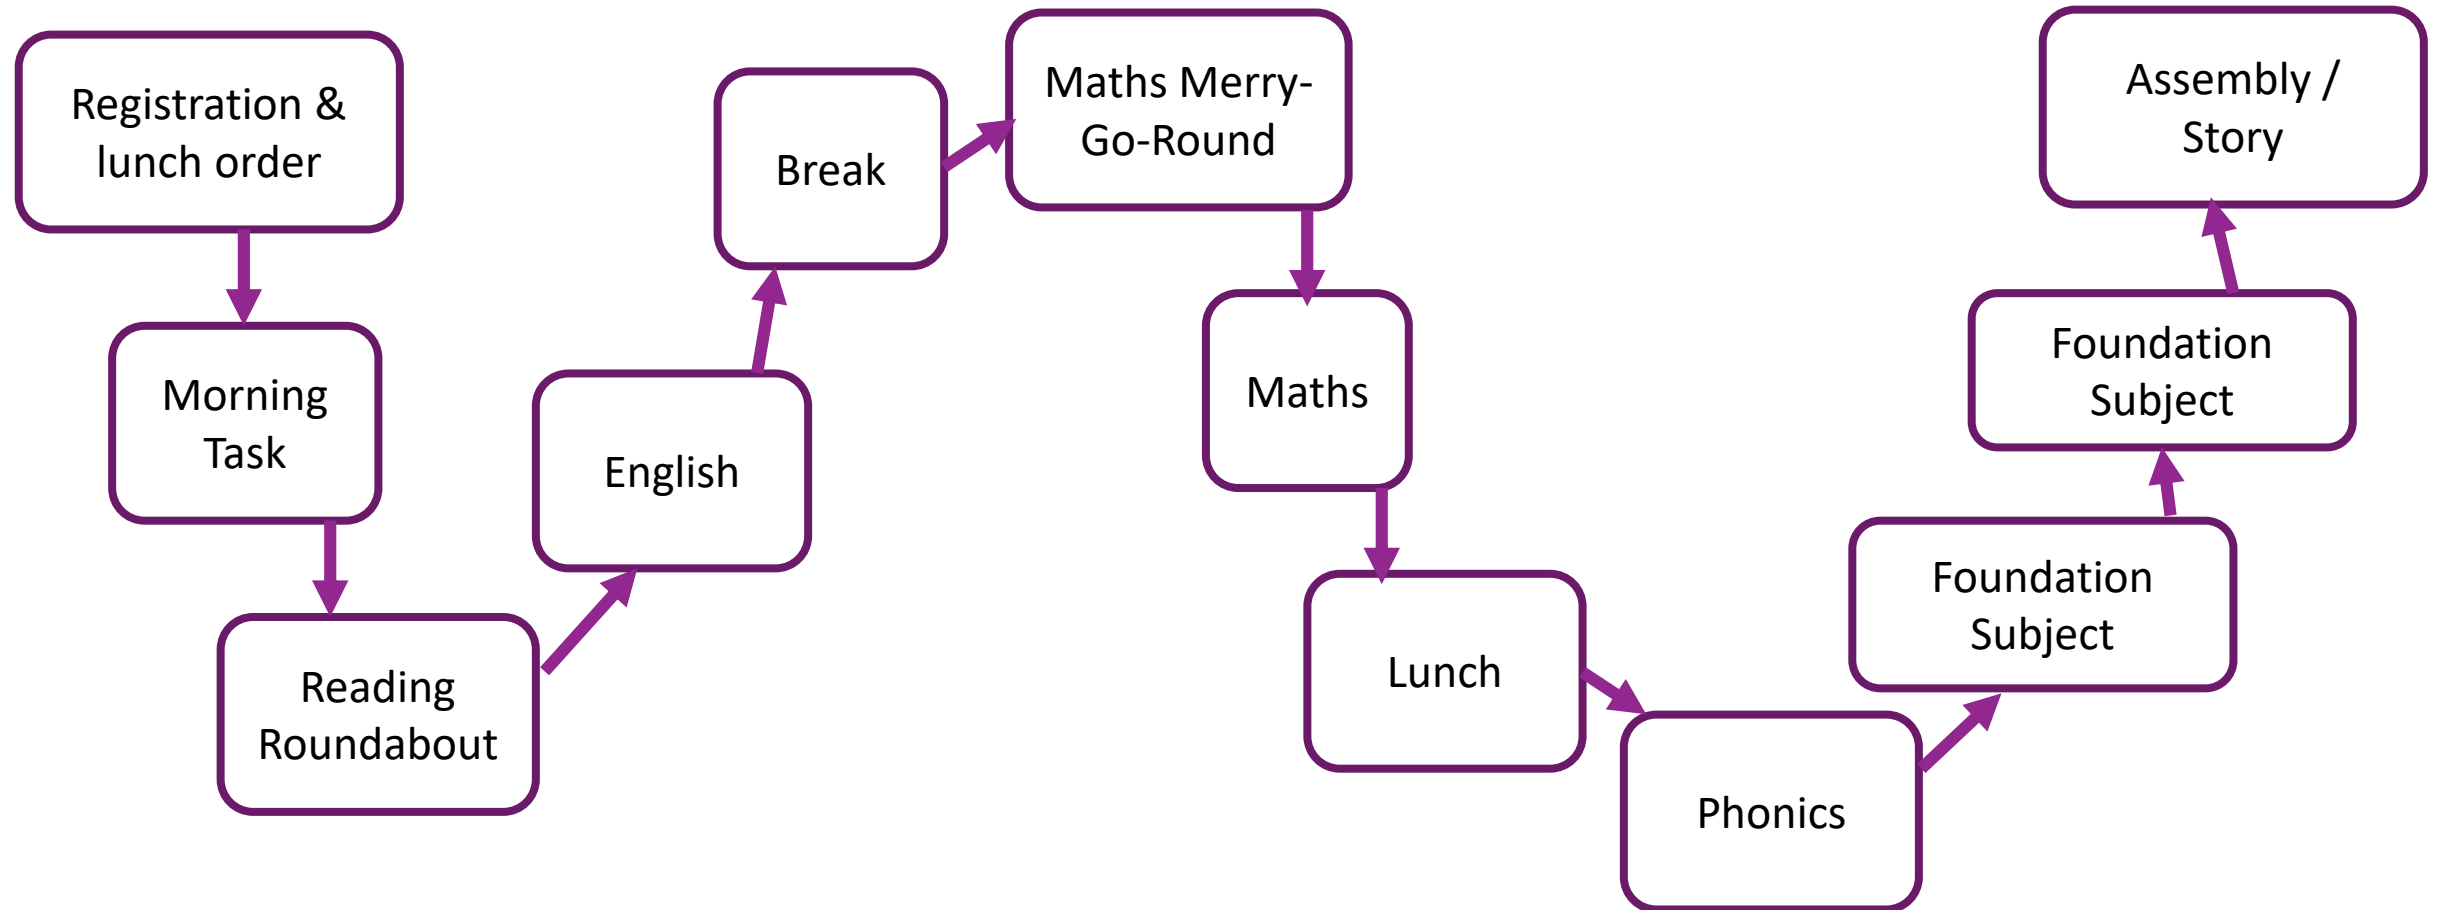 Registration &
lunch order
Morning
Task
Reading
Roundabout
English
Break
Maths Merry-
Go-Round
Maths
Lunch
Phonics
Foundation
Subject
Foundation
Subject
Assembly /
Story